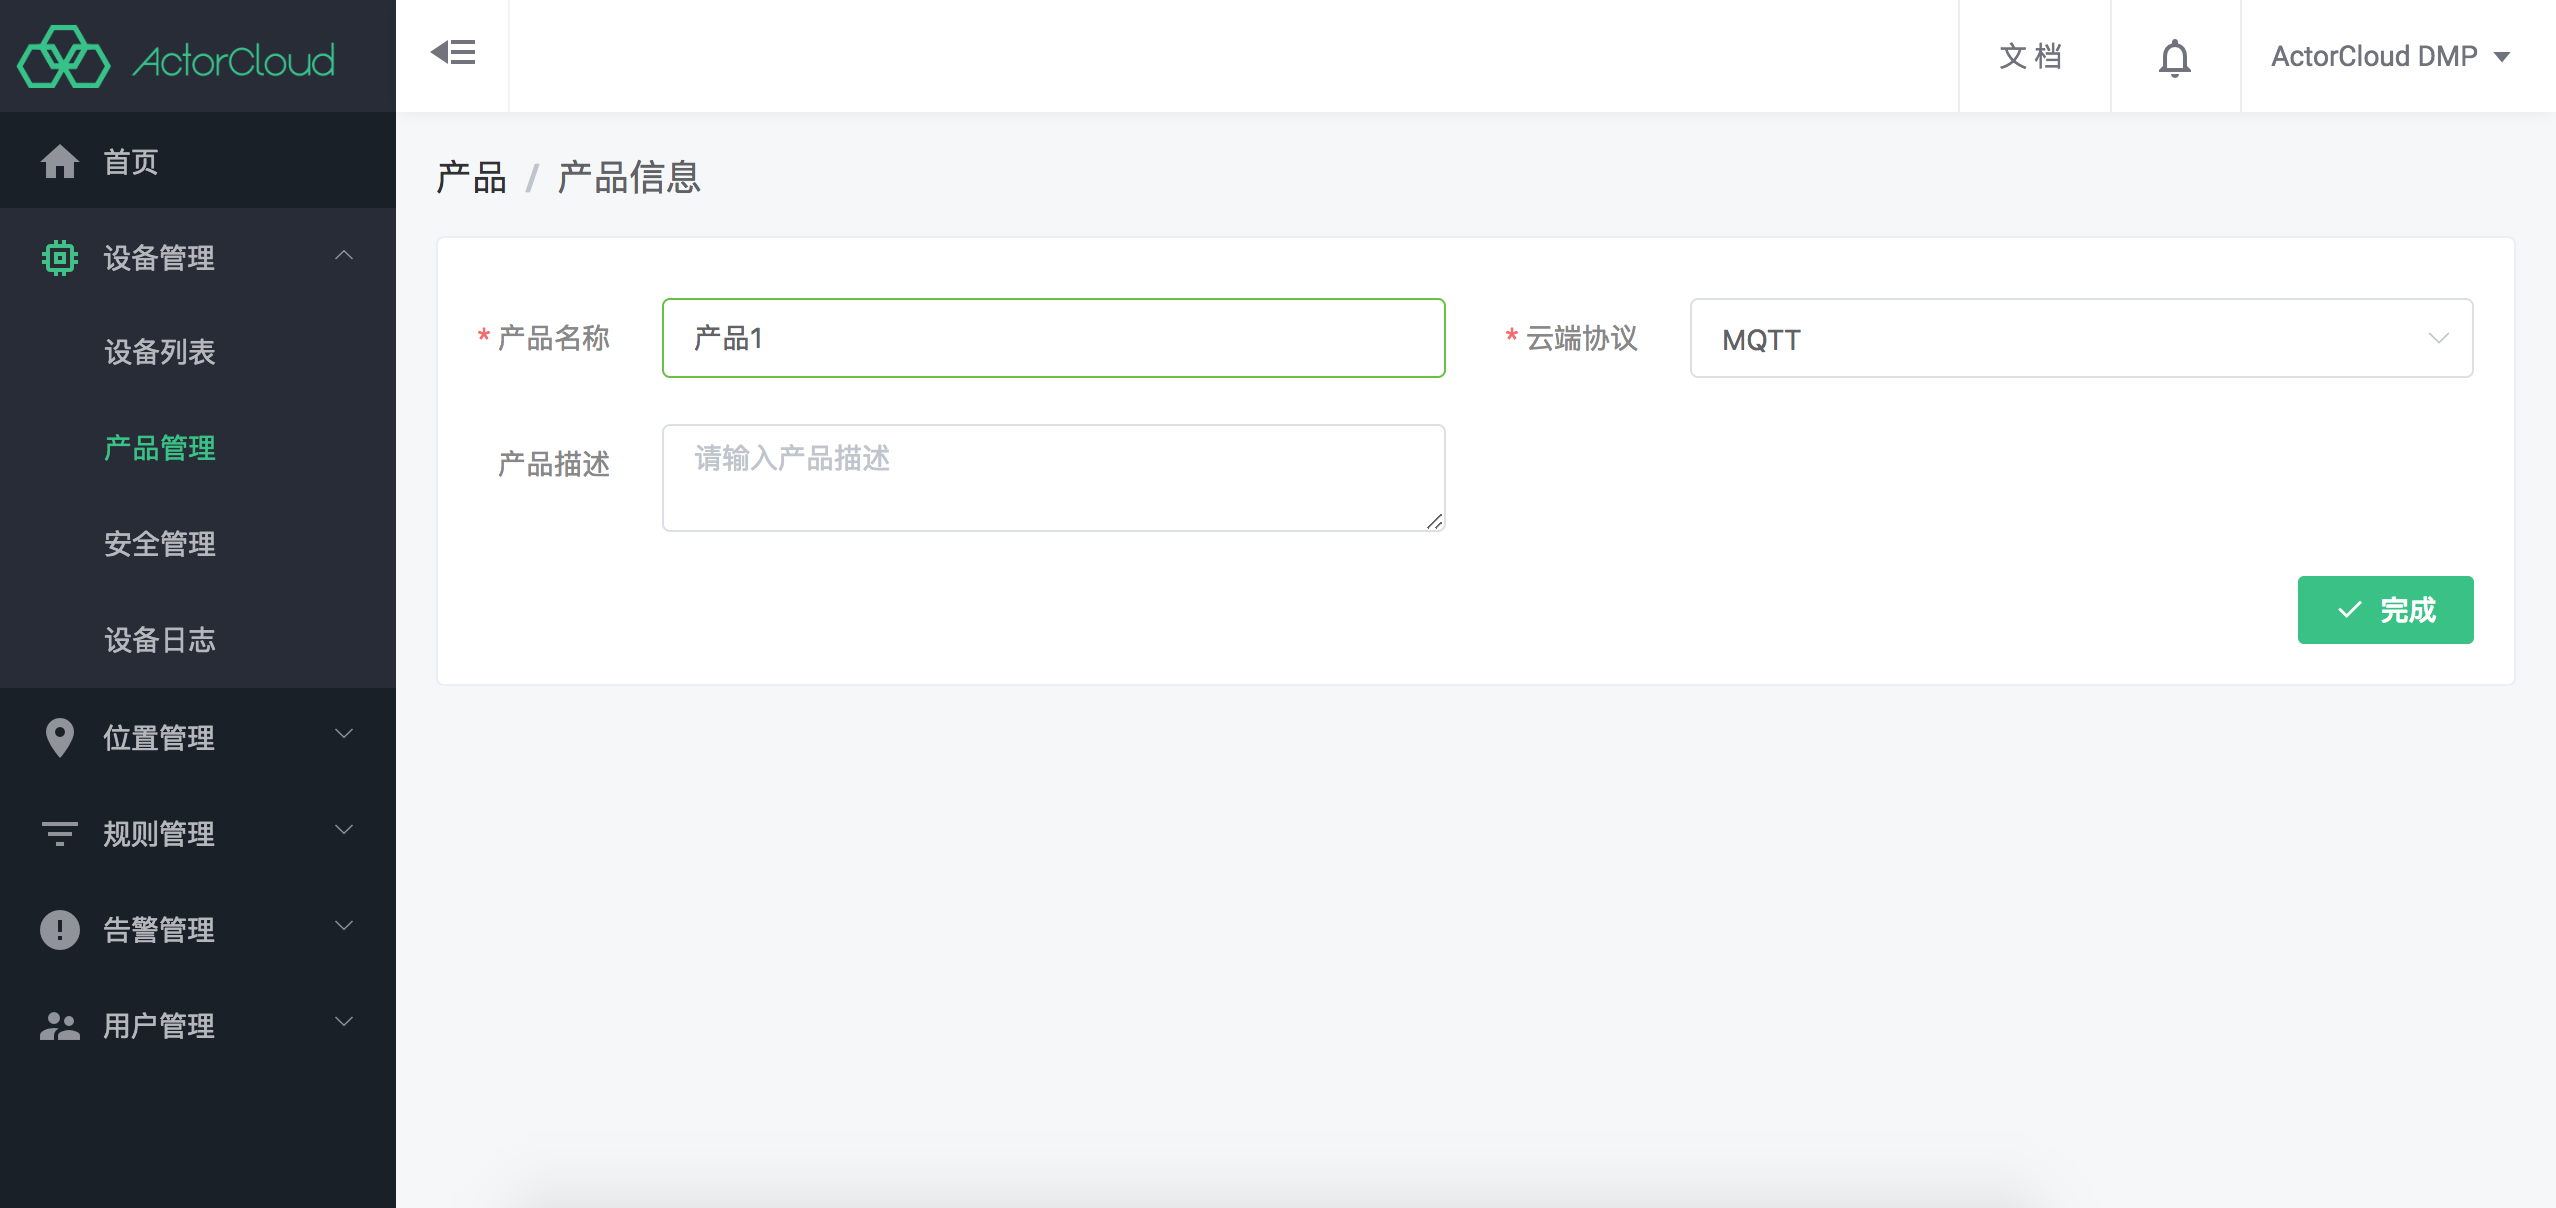 ActorCloud
文 档
ActorCloud DMP
首页
设备管理
设备列表
产品管理
安全管理
设备日志
位置管理
规则管理
告警管理
用户管理
产品 / 产品信息
* 产品名称
产品1
* 云端协议
MQTT
产品描述
请输入产品描述
完成